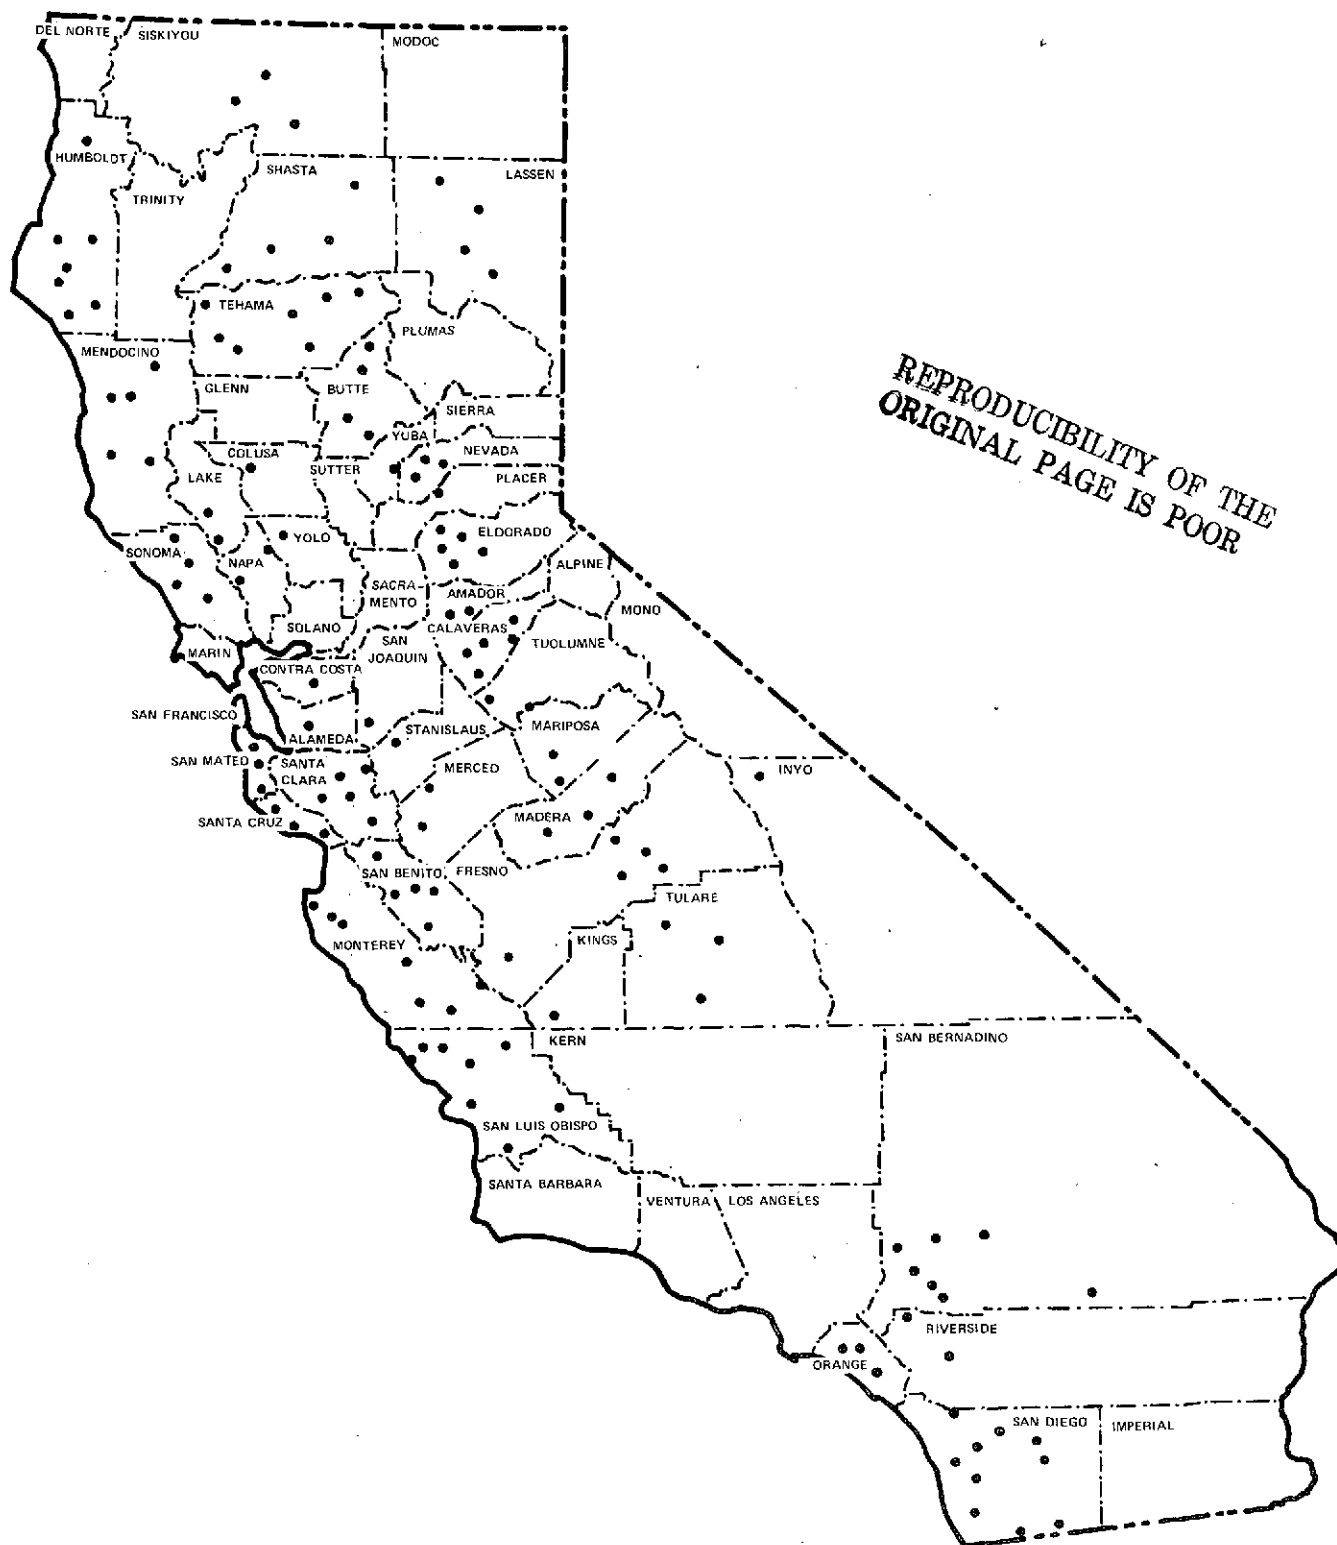 DEL NORTE
SISKIYOU
MODOC
HUMBOLDT
TRINITY
SHASTA
LASSEN
TEHAMA
PLUMAS
MENDOCINO
GLENN
BUTTE
SIERRA
YUBA
NEVADA
COLUSA
SUTTER
LAKE
PLACER
REPRODUCIBILITY OF THE
ORIGINAL PAGE IS POOR
SONOMA
NAPA
YOLO
ELDORADO
ALPINE
SACRA
MENTO
AMADOR
MONO
SOLANO
SAN
JOAQUIN
CALAVERAS
TUOLUMNE
MARIN
CONTRA COSTA
SAN FRANCISCO
ALAMEDA
STANISLAUS
MARIPOSA
SAN MATEO
SANTA
CLARA
MERCED
INYO
SANTA CRUZ
MADERA
SAN BENITO
FRESNO
TULARE
MONTEREY
KINGS
KERN
SAN BERNADINO
SAN LUIS OBISPO
SANTA BARBARA
VENTURA
LOS ANGELES
RIVERSIDE
ORANGE
SAN DIEGO
IMPERIAL